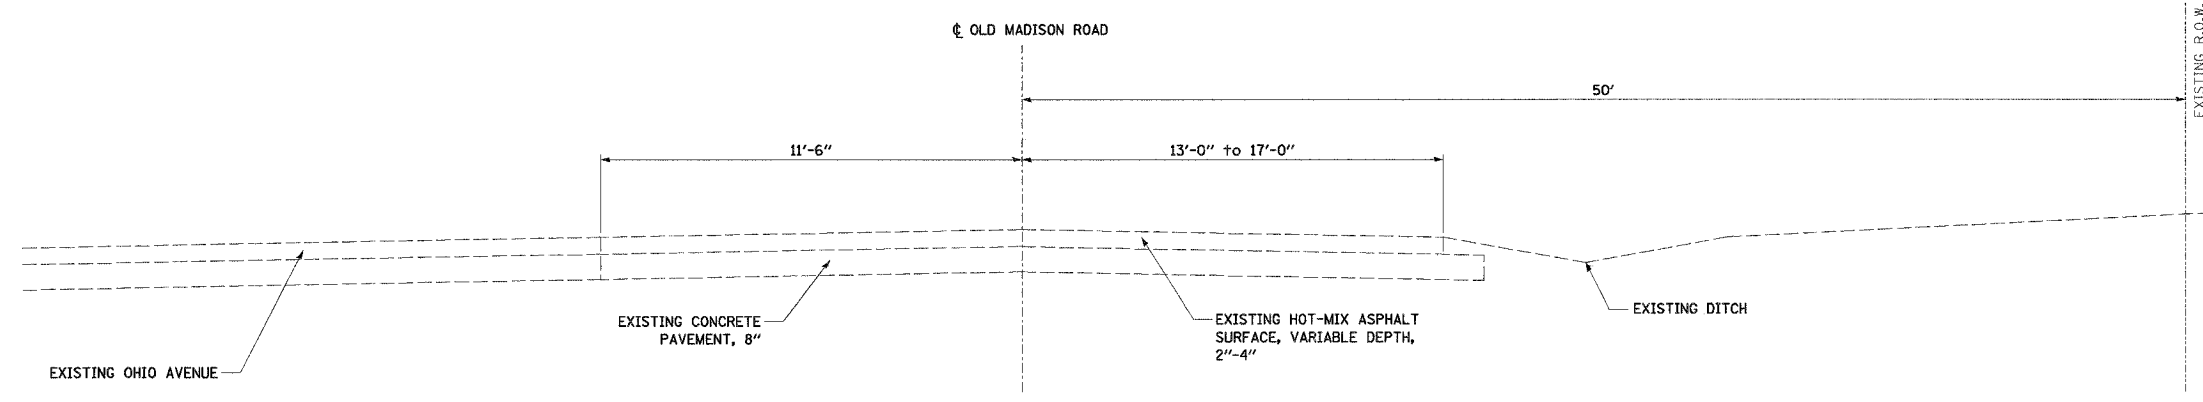 ℄ OLD MADISON ROAD
EXISTING R.O.W.
50'
11'-6"
13'-0" to 17'-0"
EXISTING CONCRETE
PAVEMENT, 8"
EXISTING HOT-MIX ASPHALT
SURFACE, VARIABLE DEPTH,
2"-4"
EXISTING DITCH
EXISTING OHIO AVENUE